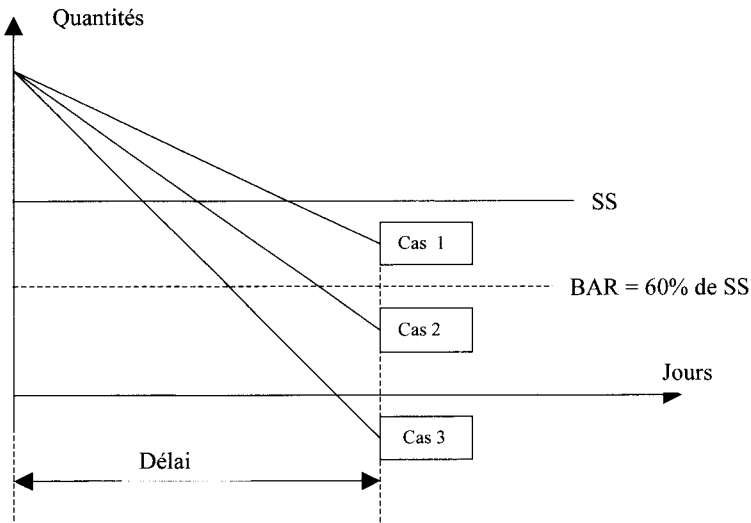 Quantités
SS
Cas 1
BAR = 60% de SS
Cas 2
Jours
Cas 3
Délai